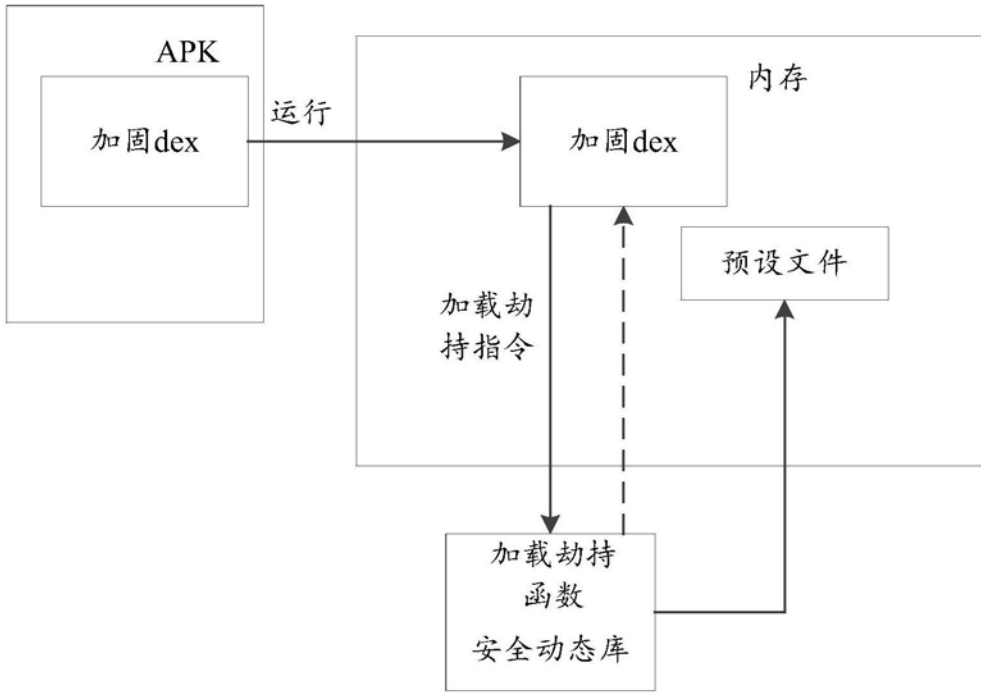 APK
加固dex
运行
内存
加固dex
预设文件
加载劫
持指令
加载劫持
函数
安全动态库